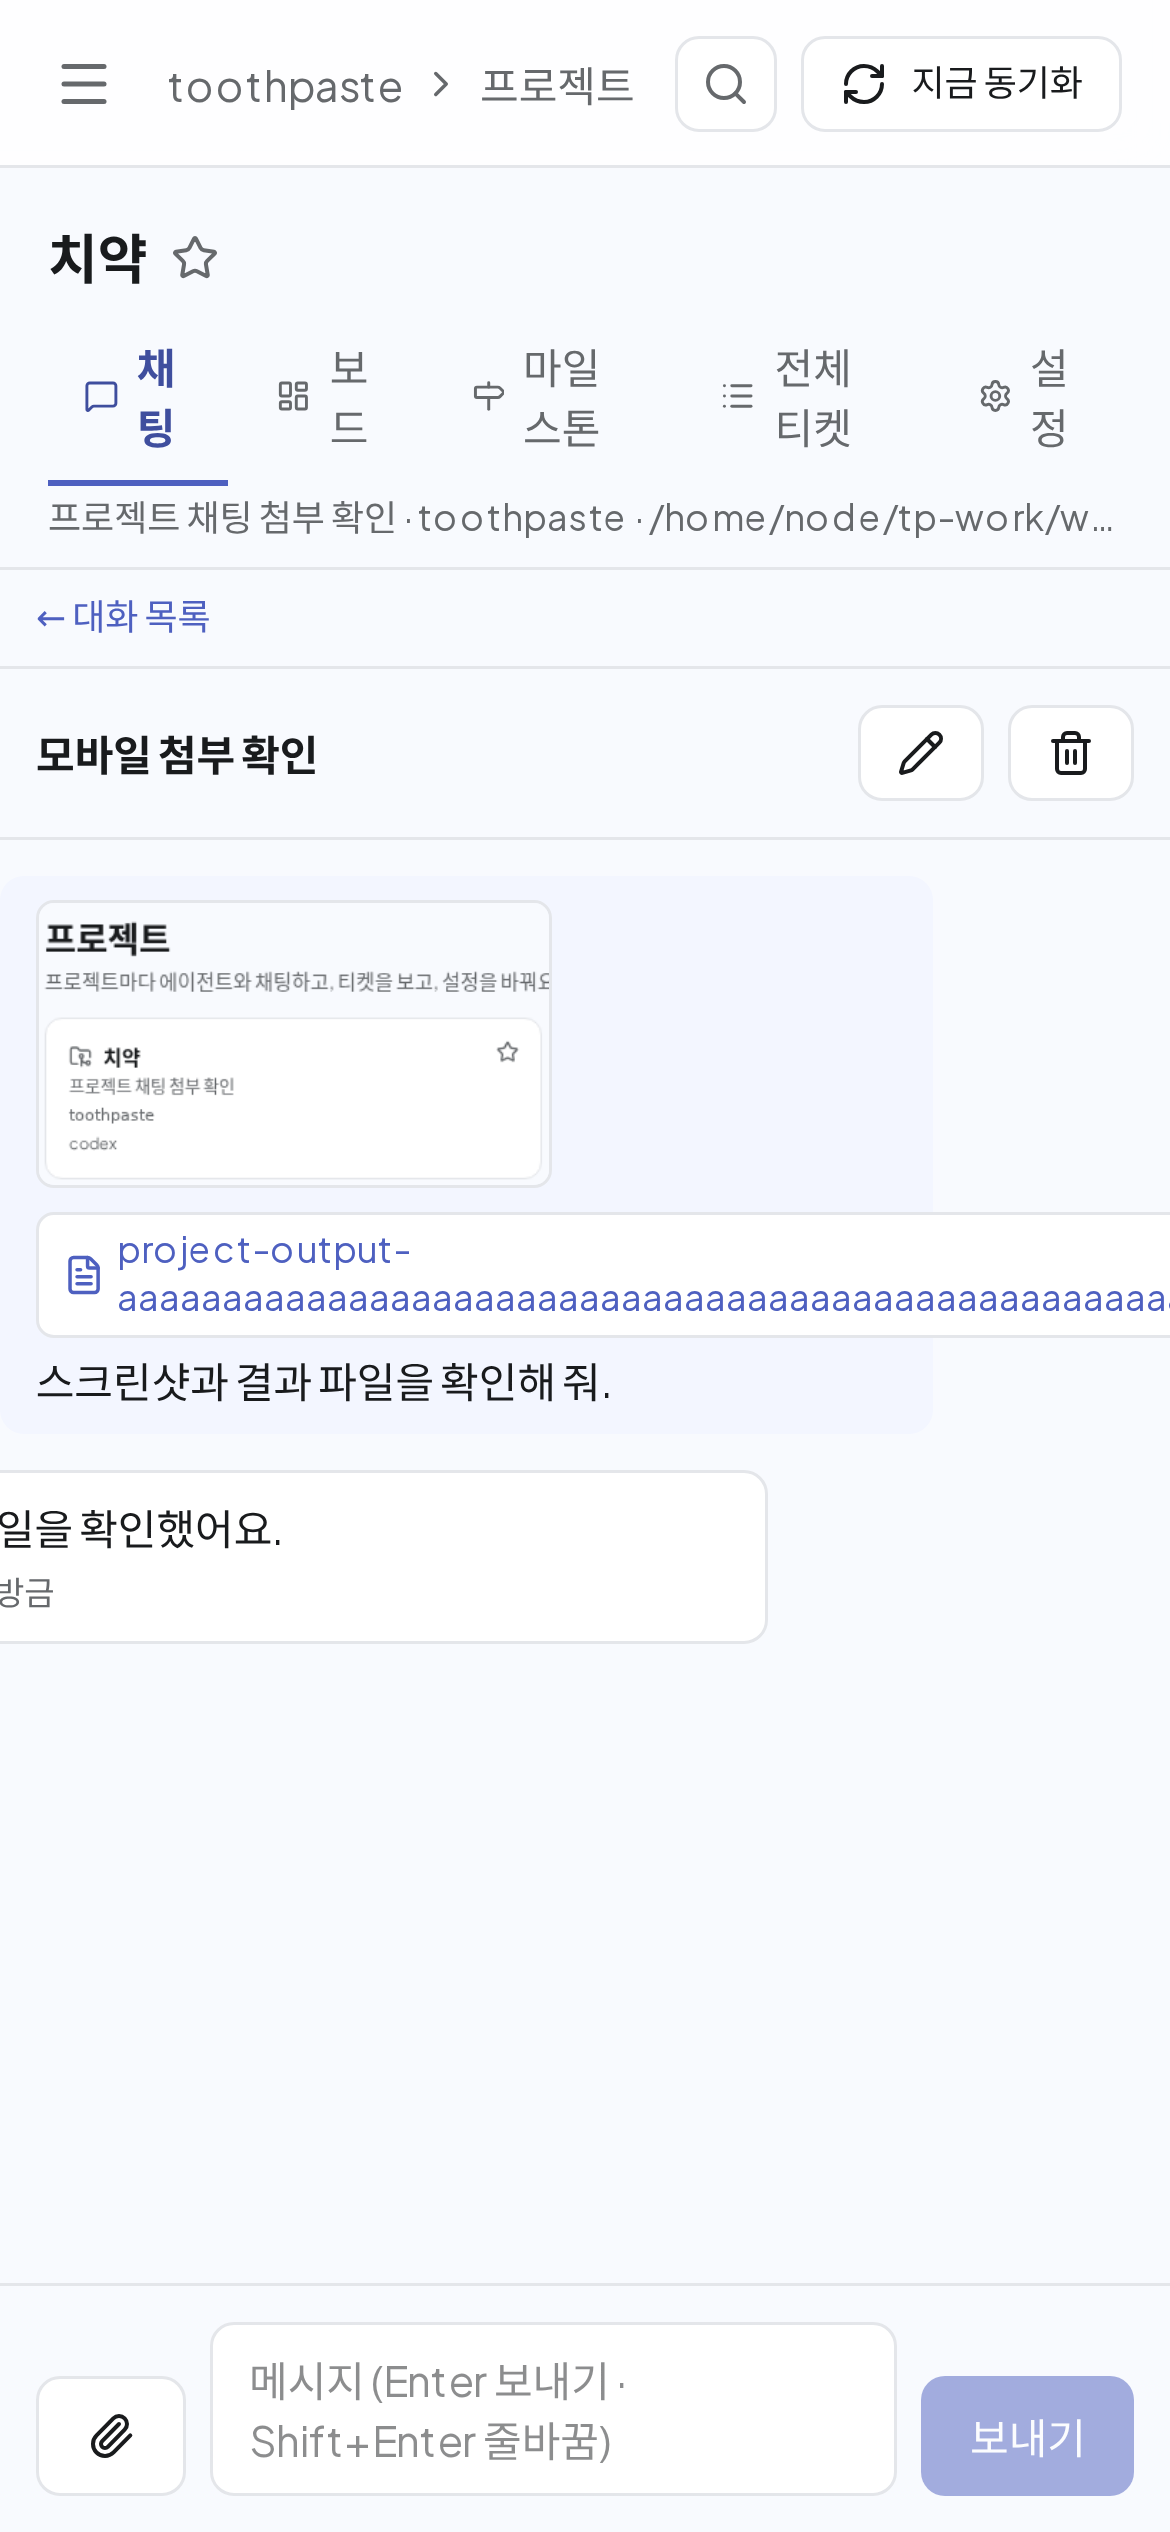 toothpaste > 프로젝트 지금 동기화
치약
채팅
보드
마일스톤
전체 티켓
설정
프로젝트 채팅 첨부 확인 · toothpaste · /home/node/tp-work/w...
← 대화 목록
모바일 첨부 확인
프로젝트
프로젝트마다 에이전트와 채팅하고, 티켓을 보고, 설정을 바꿔요
치약
프로젝트 채팅 첨부 확인
toothpaste
codex
project-output-
aaaaaaaaaaaaaaaaaaaaaaaaaaaaaaaaaaaaaaaaaaaaaaaaaa
스크린샷과 결과 파일을 확인해 줘.
일을 확인했어요.
방금
메시지 (Enter 보내기 ·
Shift+Enter 줄바꿈)
보내기